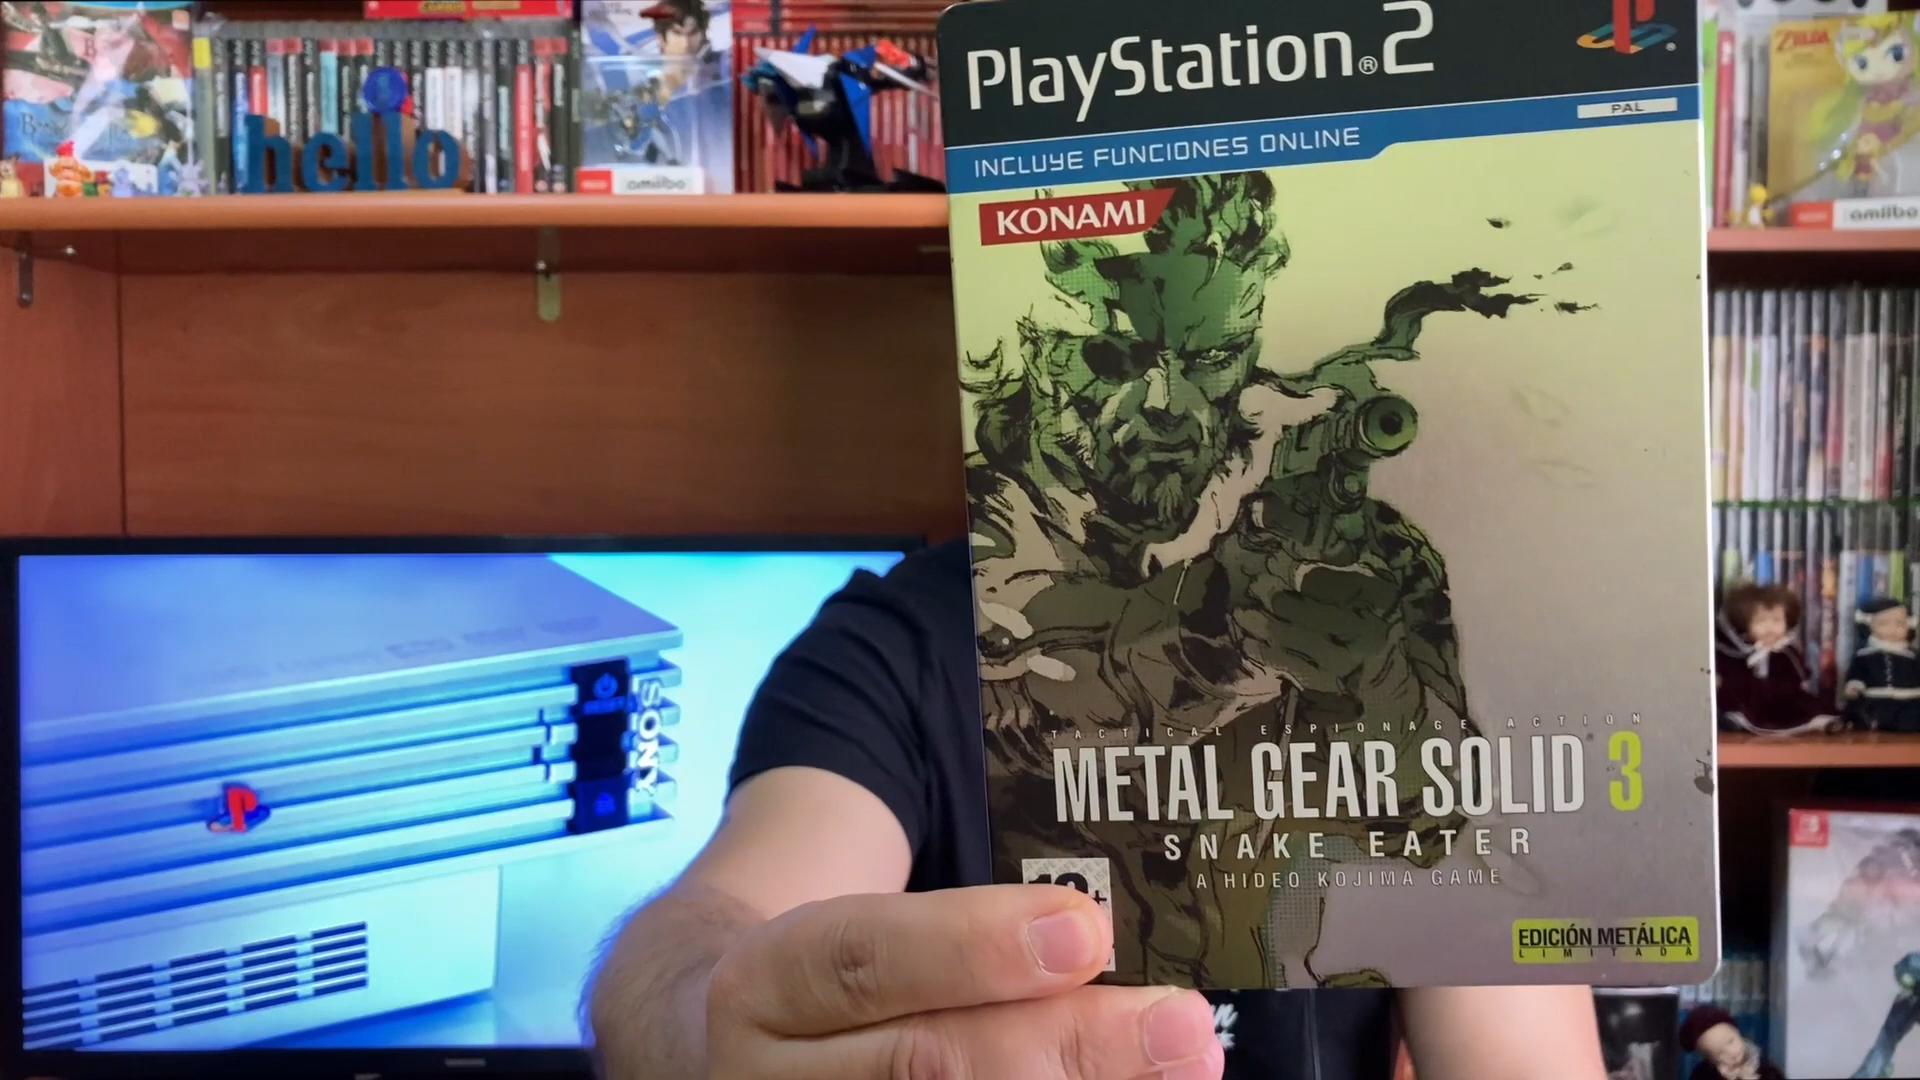 PlayStation®2
PAL
INCLUYE FUNCIONES ONLINE
KONAMI
TACTICAL ESPIONAGE ACTION
METAL GEAR SOLID 3
SNAKE EATER
A HIDEO KOJIMA GAME
EDICIÓN METÁLICA
LIMITADA
hello
amiibo
ZELDA
amiibo
SONY